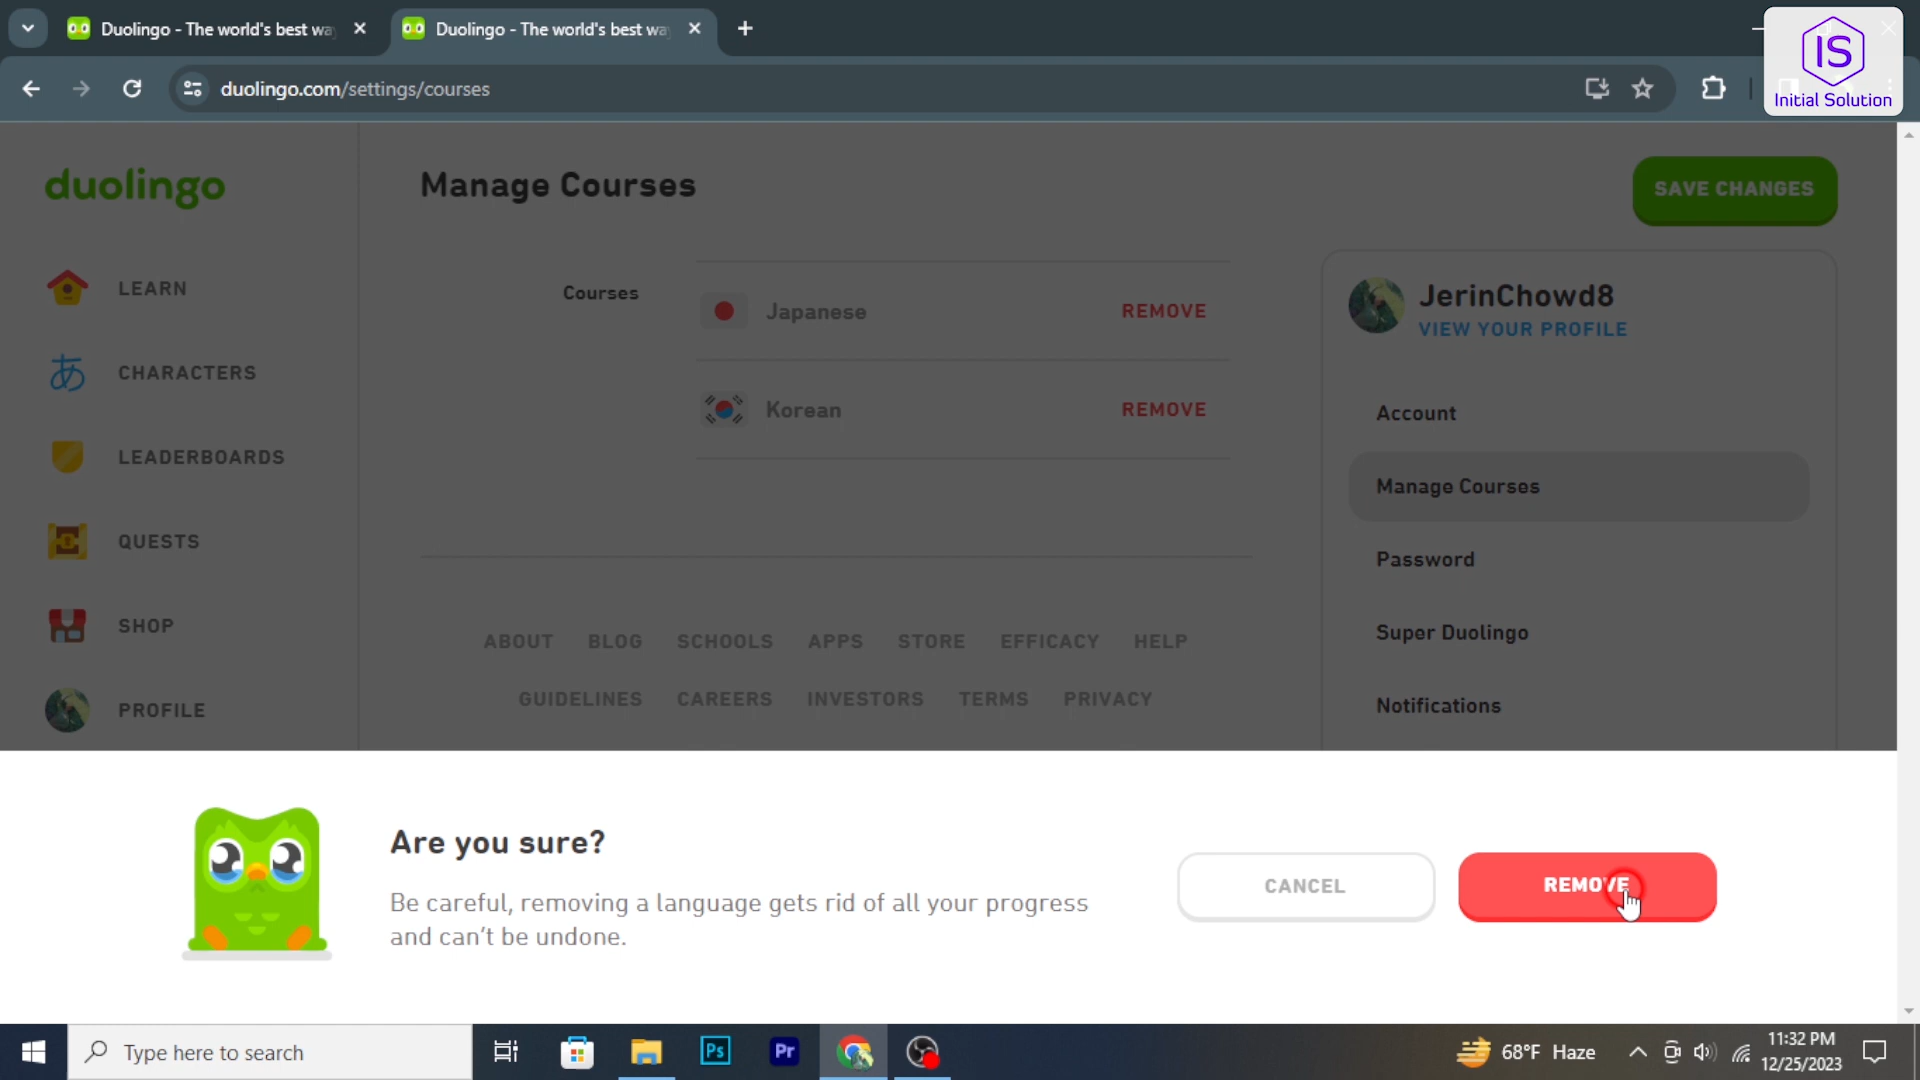 Duolingo - The world's best wa
Duolingo - The world's best wa
IS
Initial Solution
duolingo.com/settings/courses
duolingo
Manage Courses
SAVE CHANGES
LEARN
CHARACTERS
LEADERBOARDS
QUESTS
SHOP
PROFILE
あ
Courses
Japanese
REMOVE
Korean
REMOVE
JerinChowd8
VIEW YOUR PROFILE
Account
Manage Courses
Password
Super Duolingo
Notifications
ABOUT BLOG SCHOOLS APPS STORE EFFICACY HELP
GUIDELINES CAREERS INVESTORS TERMS PRIVACY
Are you sure?
Be careful, removing a language gets rid of all your progress
and can't be undone.
CANCEL
REMOVE
Type here to search
Ps
Pr
68°F Haze
11:32 PM
12/25/2023